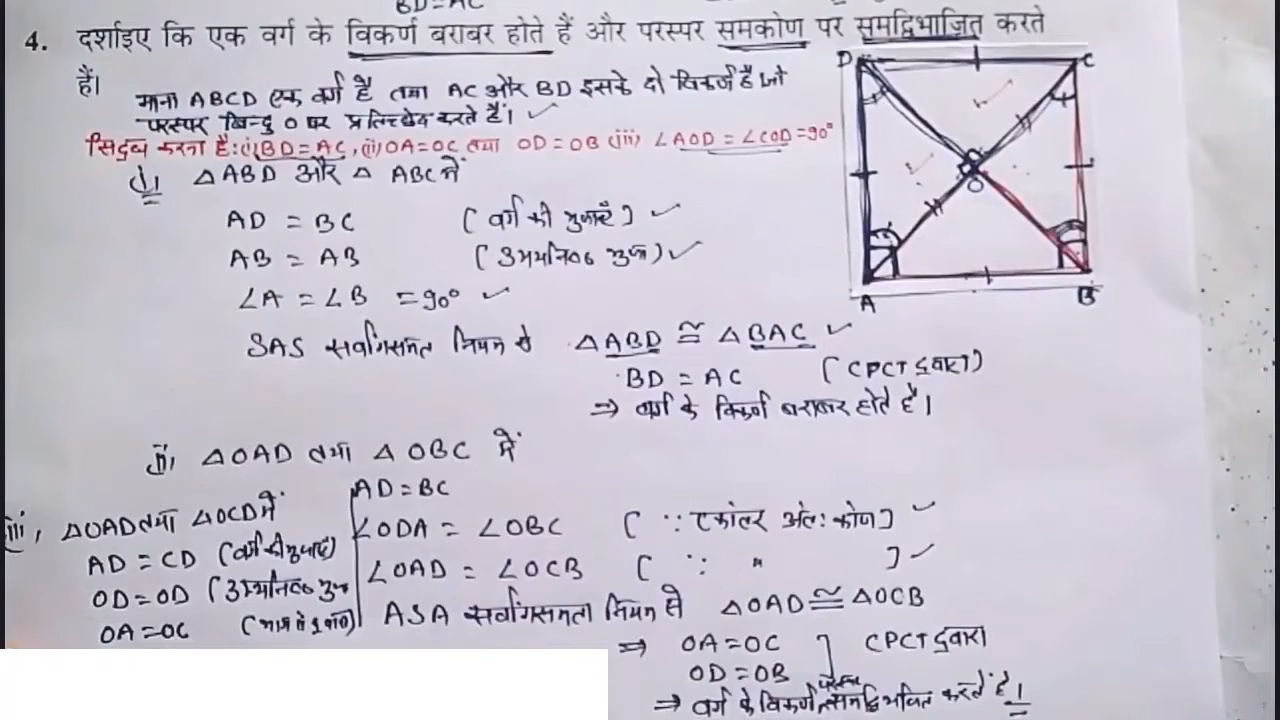 BD=AC
4. दर्शाइए कि एक वर्ग के विकर्ण बराबर होते हैं और परस्पर समकोण पर समद्विभाजित करते
हैं।
माना ABCD एक वर्ग है तथा AC और BD इसके दो विकर्ण हैं जो
परस्पर बिन्दु O पर प्रतिच्छेद करते हैं।
सिद्ध करना है:(i) BD=AC, (ii) OA=OC तथा OD=OB (iii) ∠AOD = ∠COD=90°
(i) △ABD और △ ABC में
AD = BC (वर्ग की भुजाएँ)
AB = AB (उभयनिष्ठ भुजा)
∠A = ∠B =90°
SAS सर्वांगसमता नियम से △ABD ≅ △BAC
BD = AC (CPCT द्वारा)
⇒ वर्ग के विकर्ण बराबर होते हैं।
ii, △OAD तथा △ OBC में
AD=BC
∠ODA = ∠OBC (∵ एकांतर अंतः कोण)
∠OAD = ∠OCB (∵ " )
ASA सर्वांगसमता नियम से △OAD≅△OCB
⇒ OA=OC
OD=OB ] CPCT द्वारा
⇒ वर्ग के विकर्ण परस्पर समद्विभाजित करते हैं।
iii, △OAD तथा △OCD में
AD=CD (वर्ग की भुजाएँ)
OD=OD (उभयनिष्ठ भुजा
OA=OC
D
C
O
A
B